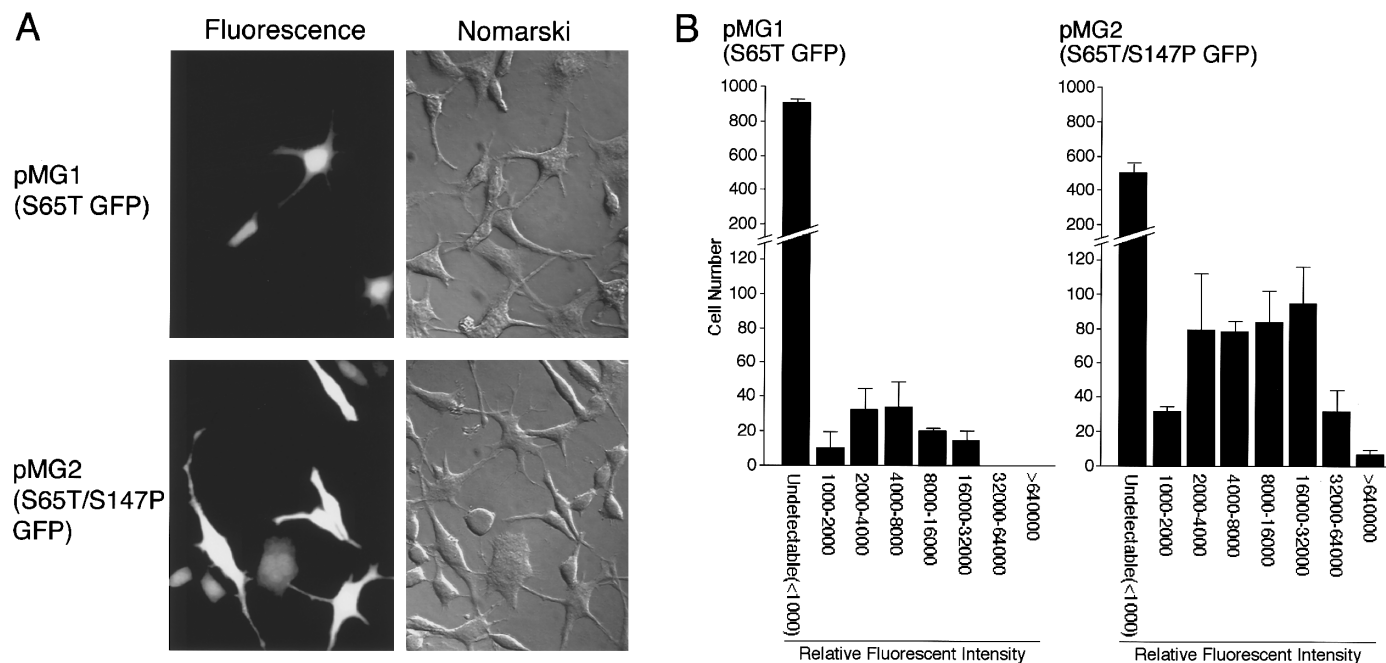 A
Fluorescence
Nomarski
pMG1
(S65T GFP)
pMG2
(S65T/S147P
GFP)
B
pMG1
(S65T GFP)
Cell Number
1000
800
600
400
200
120
100
80
60
40
20
0
Undetectable(<1000)
1000-2000
2000-4000
4000-8000
8000-16000
16000-32000
32000-64000
>640000
Relative Fluorescent Intensity
pMG2
(S65T/S147P GFP)
1000
800
600
400
200
120
100
80
60
40
20
0
Undetectable(<1000)
1000-2000
2000-4000
4000-8000
8000-16000
16000-32000
32000-64000
>640000
Relative Fluorescent Intensity